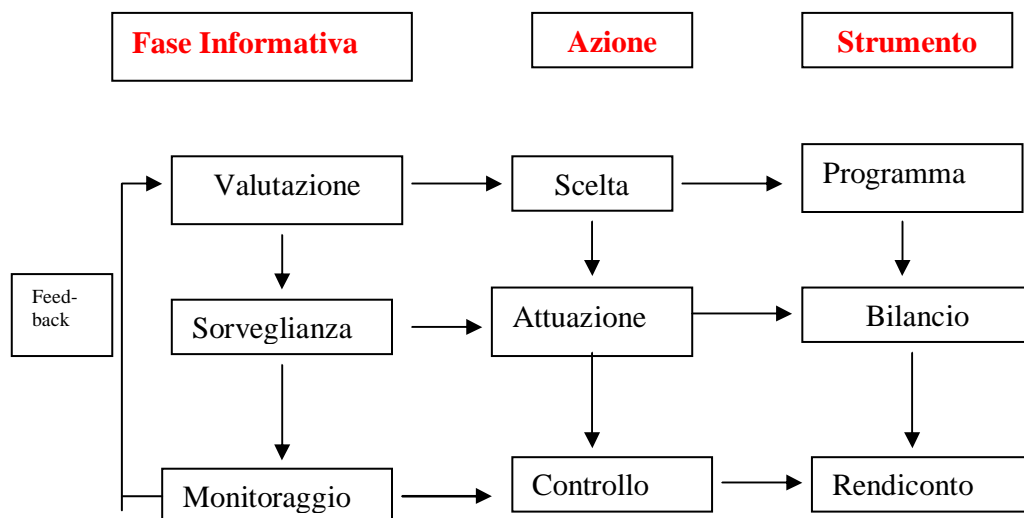 Fase Informativa
Azione
Strumento
Valutazione
Scelta
Programma
Feed-
back
Sorveglianza
Attuazione
Bilancio
Monitoraggio
Controllo
Rendiconto